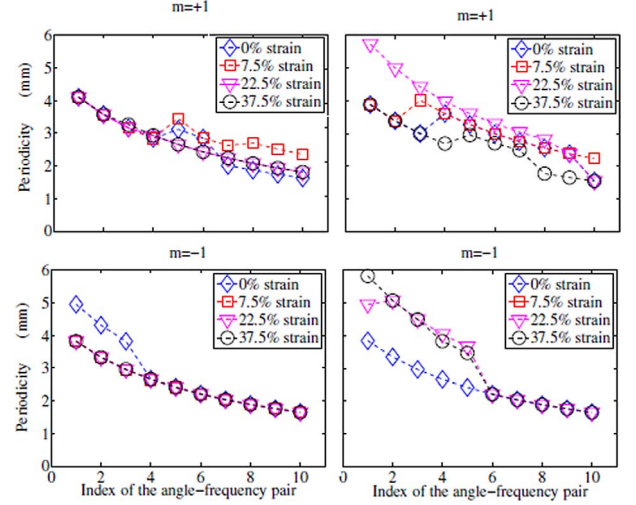 m=+1
m=+1
6
5
4
3
2
1
0
Periodicity (mm)
0% strain
7.5% strain
22.5% strain
37.5% strain
0% strain
7.5% strain
22.5% strain
37.5% strain
m=−1
m=−1
6
5
4
3
2
1
0
Periodicity (mm)
0% strain
7.5% strain
22.5% strain
37.5% strain
0% strain
7.5% strain
22.5% strain
37.5% strain
0 2 4 6 8 10
0 2 4 6 8 10
Index of the angle−frequency pair
Index of the angle−frequency pair